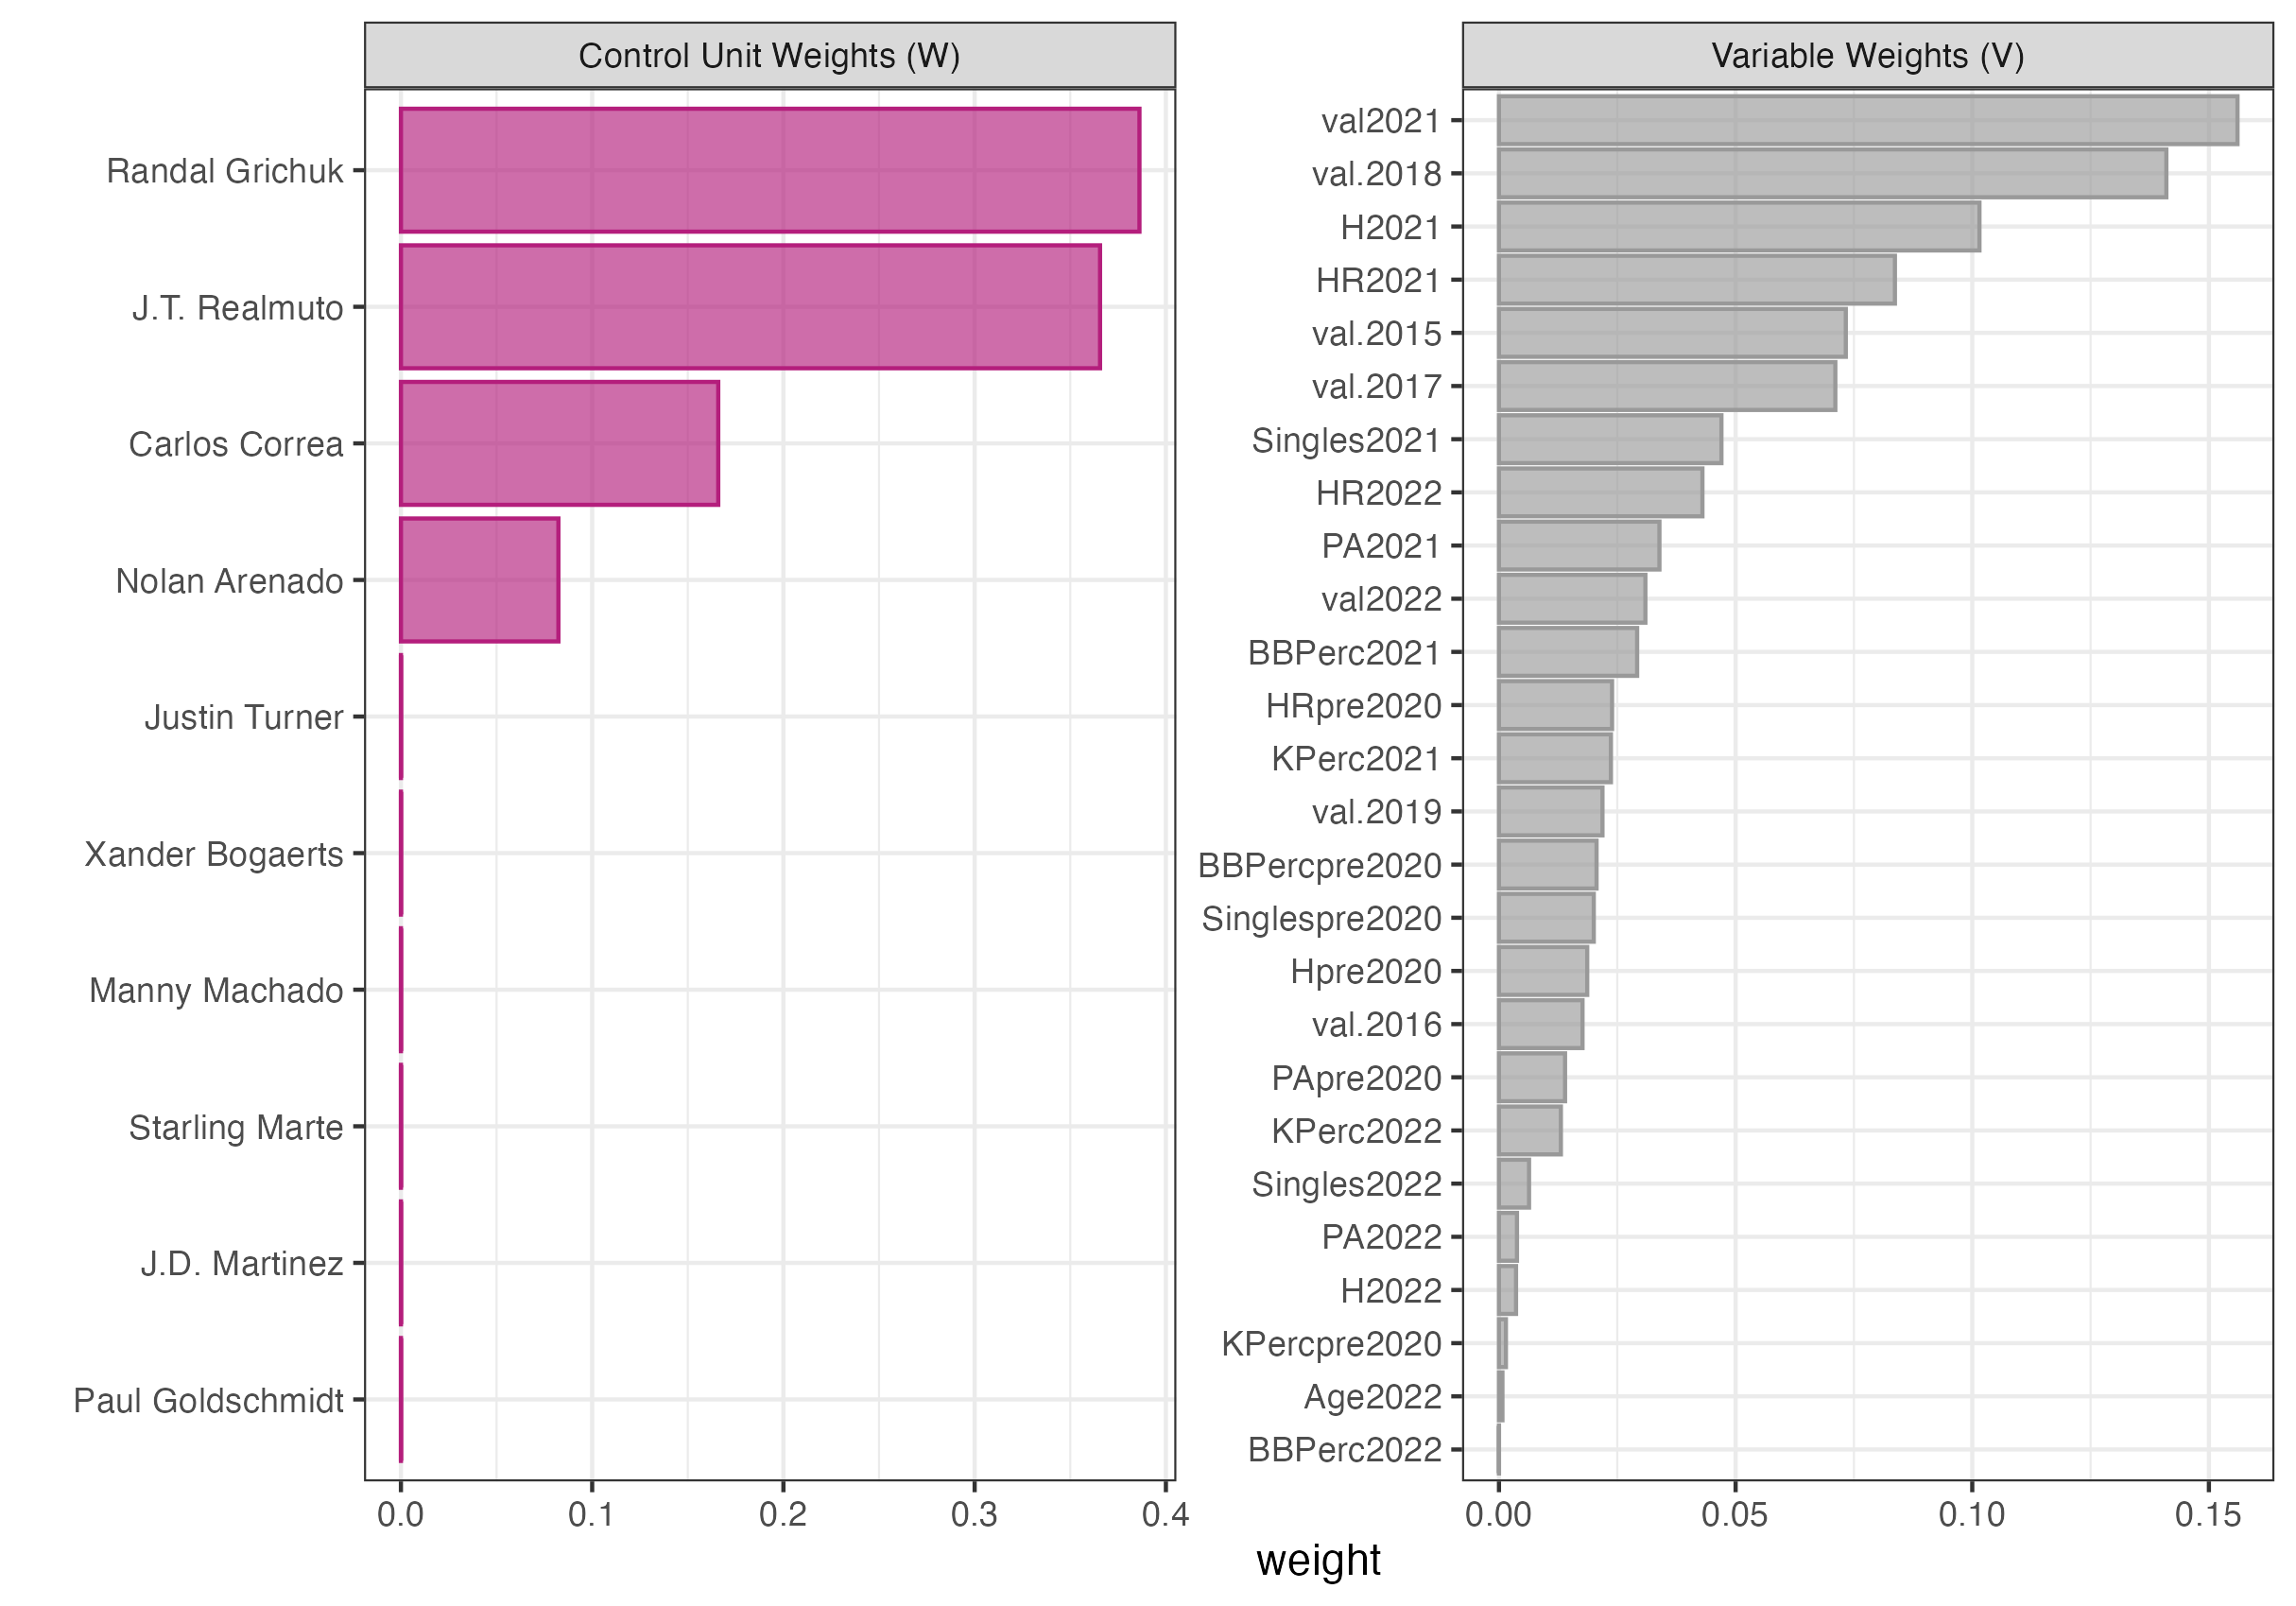 Control Unit Weights (W)
Randal Grichuk
J.T. Realmuto
Carlos Correa
Nolan Arenado
Justin Turner
Xander Bogaerts
Manny Machado
Starling Marte
J.D. Martinez
Paul Goldschmidt
0.0 0.1 0.2 0.3 0.4
Variable Weights (V)
val2021
val.2018
H2021
HR2021
val.2015
val.2017
Singles2021
HR2022
PA2021
val2022
BBPerc2021
HRpre2020
KPerc2021
val.2019
BBPercpre2020
Singlespre2020
Hpre2020
val.2016
PApre2020
KPerc2022
Singles2022
PA2022
H2022
KPercpre2020
Age2022
BBPerc2022
0.00 0.05 0.10 0.15
weight